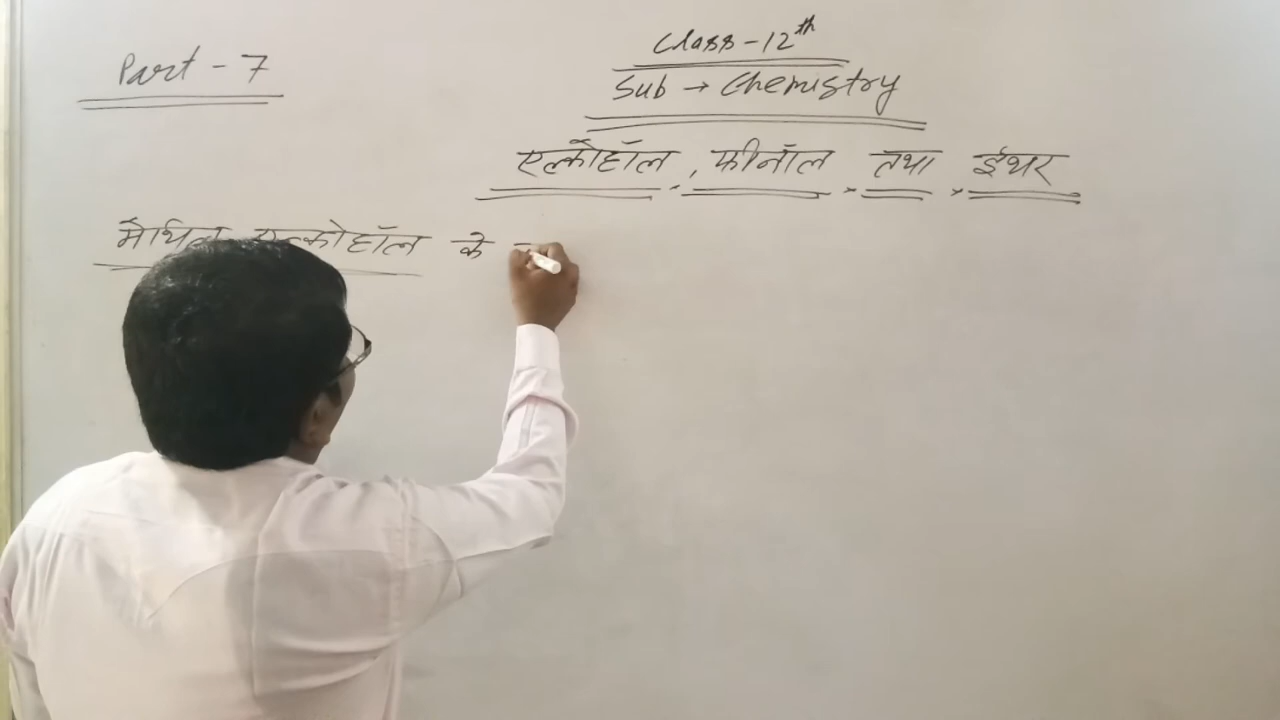 Part - 7
Class - 12th
Sub → Chemistry
एल्कोहॉल, फीनॉल तथा ईथर
मैथिल एल्कोहॉल के